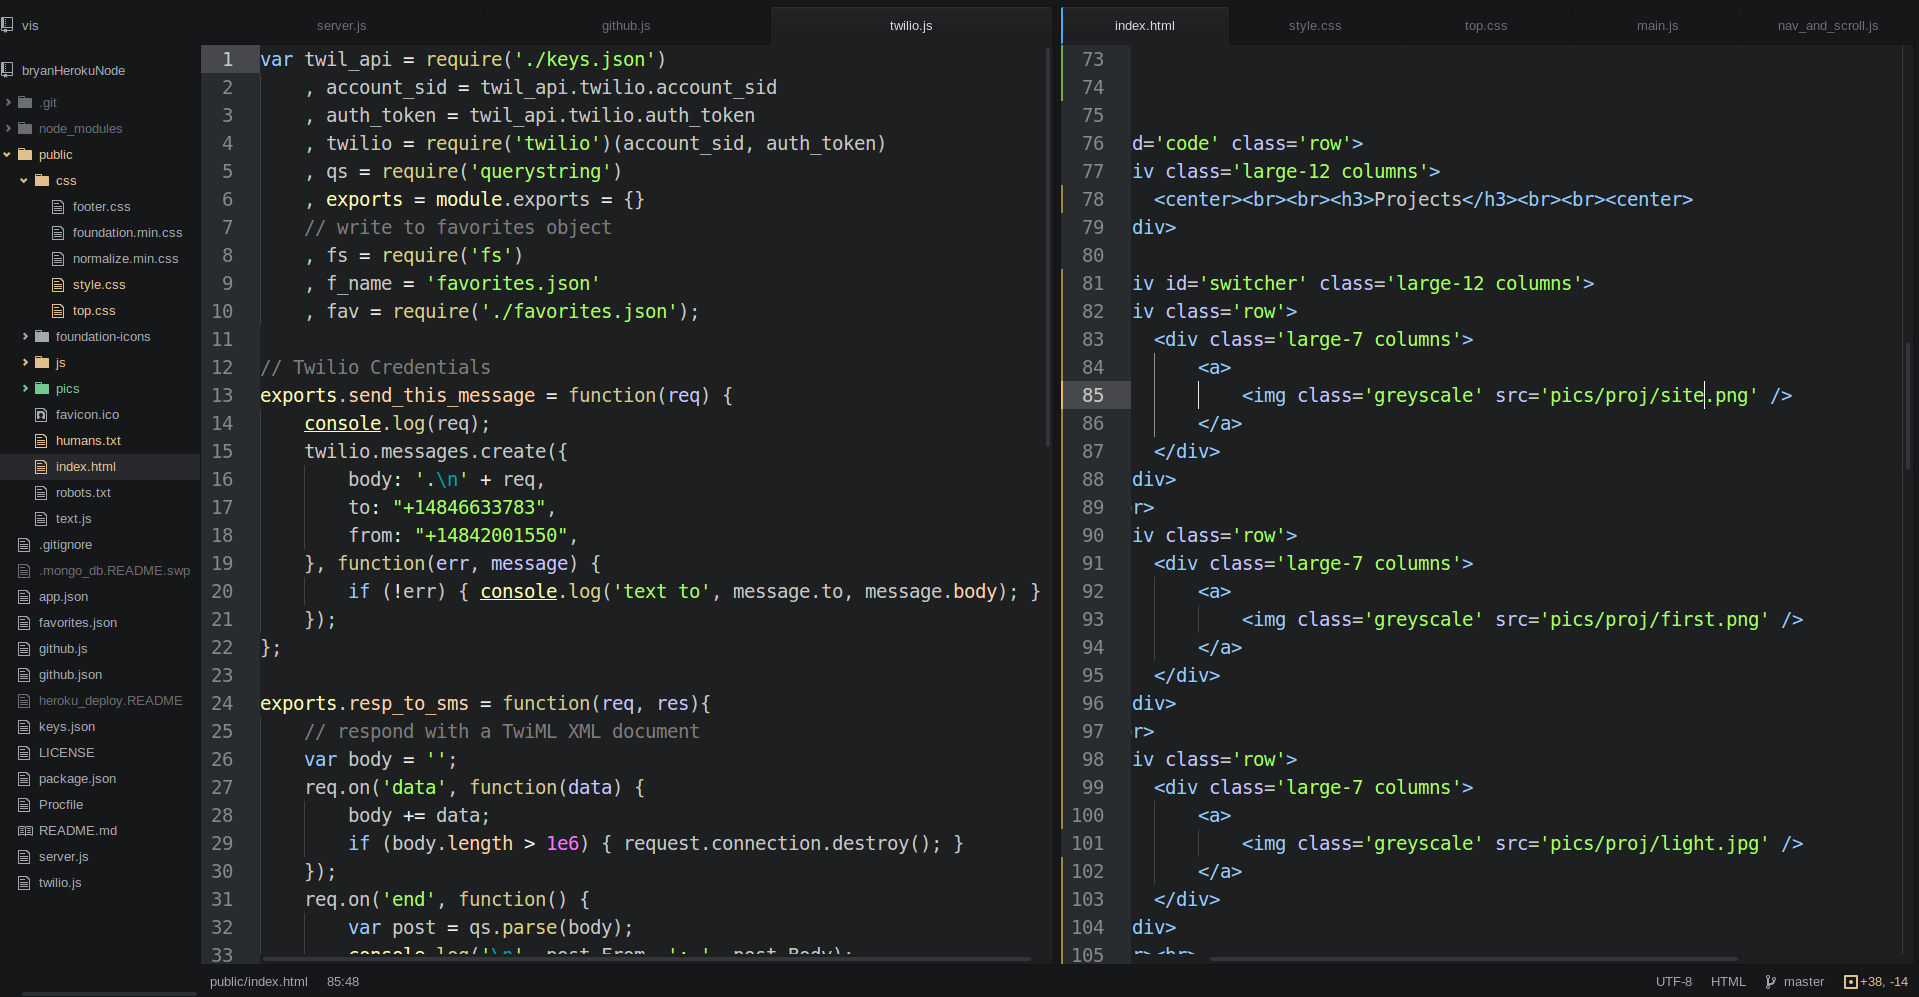 vis
bryanHerokuNode
.git
node_modules
public
css
footer.css
foundation.min.css
normalize.min.css
style.css
top.css
foundation-icons
js
pics
favicon.ico
humans.txt
index.html
robots.txt
text.js
.gitignore
.mongo_db.README.swp
app.json
favorites.json
github.js
github.json
heroku_deploy.README
keys.json
LICENSE
package.json
Procfile
README.md
server.js
twilio.js
server.js github.js twilio.js
1 var twil_api = require('./keys.json')
2 , account_sid = twil_api.twilio.account_sid
3 , auth_token = twil_api.twilio.auth_token
4 , twilio = require('twilio')(account_sid, auth_token)
5 , qs = require('querystring')
6 , exports = module.exports = {}
7 // write to favorites object
8 , fs = require('fs')
9 , f_name = 'favorites.json'
10 , fav = require('./favorites.json');
11
12 // Twilio Credentials
13 exports.send_this_message = function(req) {
14 console.log(req);
15 twilio.messages.create({
16 body: '.\n' + req,
17 to: "+14846633783",
18 from: "+14842001550",
19 }, function(err, message) {
20 if (!err) { console.log('text to', message.to, message.body); }
21 });
22 };
23
24 exports.resp_to_sms = function(req, res){
25 // respond with a TwiML XML document
26 var body = '';
27 req.on('data', function(data) {
28 body += data;
29 if (body.length > 1e6) { request.connection.destroy(); }
30 });
31 req.on('end', function() {
32 var post = qs.parse(body);
33 console.log('\n', post.From, ': ', post.Body);
index.html style.css top.css main.js nav_and_scroll.js
73
74
75
76 d='code' class='row'>
77 iv class='large-12 columns'>
78 <center><br><br><h3>Projects</h3><br><br><center>
79 div>
80
81 iv id='switcher' class='large-12 columns'>
82 iv class='row'>
83 <div class='large-7 columns'>
84 <a>
85 <img class='greyscale' src='pics/proj/site.png' />
86 </a>
87 </div>
88 div>
89 r>
90 iv class='row'>
91 <div class='large-7 columns'>
92 <a>
93 <img class='greyscale' src='pics/proj/first.png' />
94 </a>
95 </div>
96 div>
97 r>
98 iv class='row'>
99 <div class='large-7 columns'>
100 <a>
101 <img class='greyscale' src='pics/proj/light.jpg' />
102 </a>
103 </div>
104 div>
105 r><br>
public/index.html 85:48 UTF-8 HTML master +38, -14